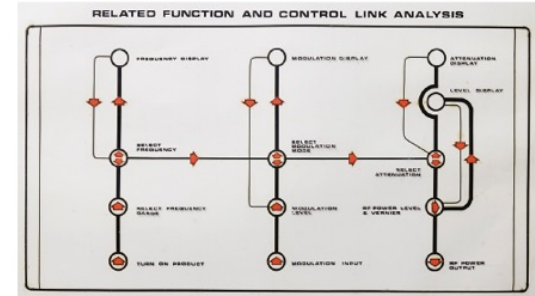 RELATED FUNCTION AND CONTROL LINK ANALYSIS
FREQUENCY DISPLAY
MODULATION DISPLAY
ATTENUATION
DISPLAY
LEVEL DISPLAY
SELECT
FREQUENCY
SELECT
MODULATION
MODE
SELECT
ATTENUATION
SELECT FREQUENCY
RANGE
MODULATION
LEVEL
RF POWER LEVEL
& VERNIER
TURN ON PRODUCT
MODULATION INPUT
RF POWER
OUTPUT